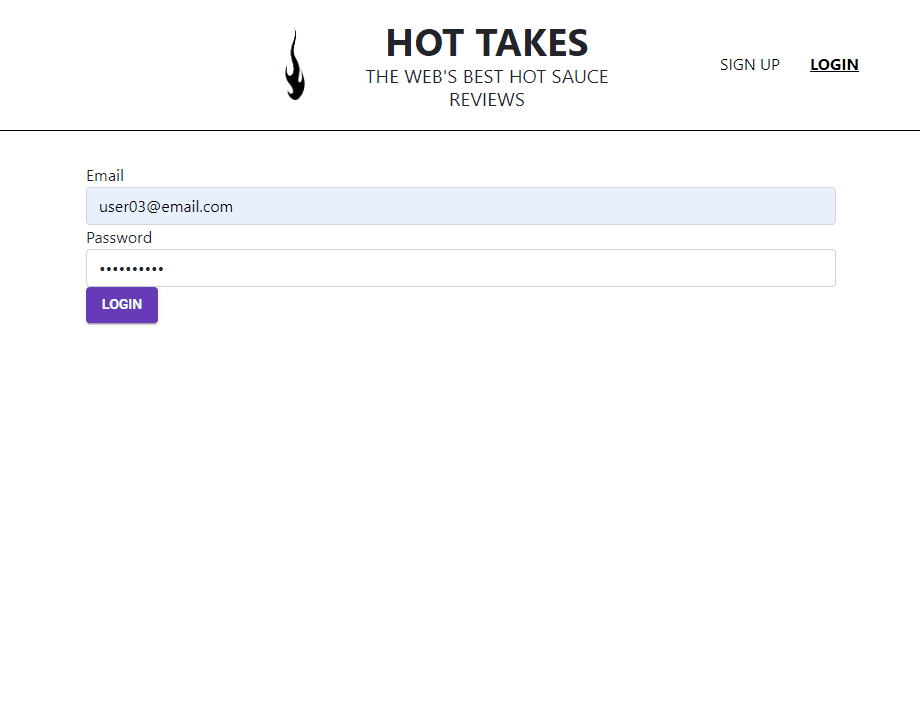 HOT TAKES
THE WEB'S BEST HOT SAUCE
REVIEWS
SIGN UP
LOGIN
Email
user03@email.com
Password
••••••••••
LOGIN